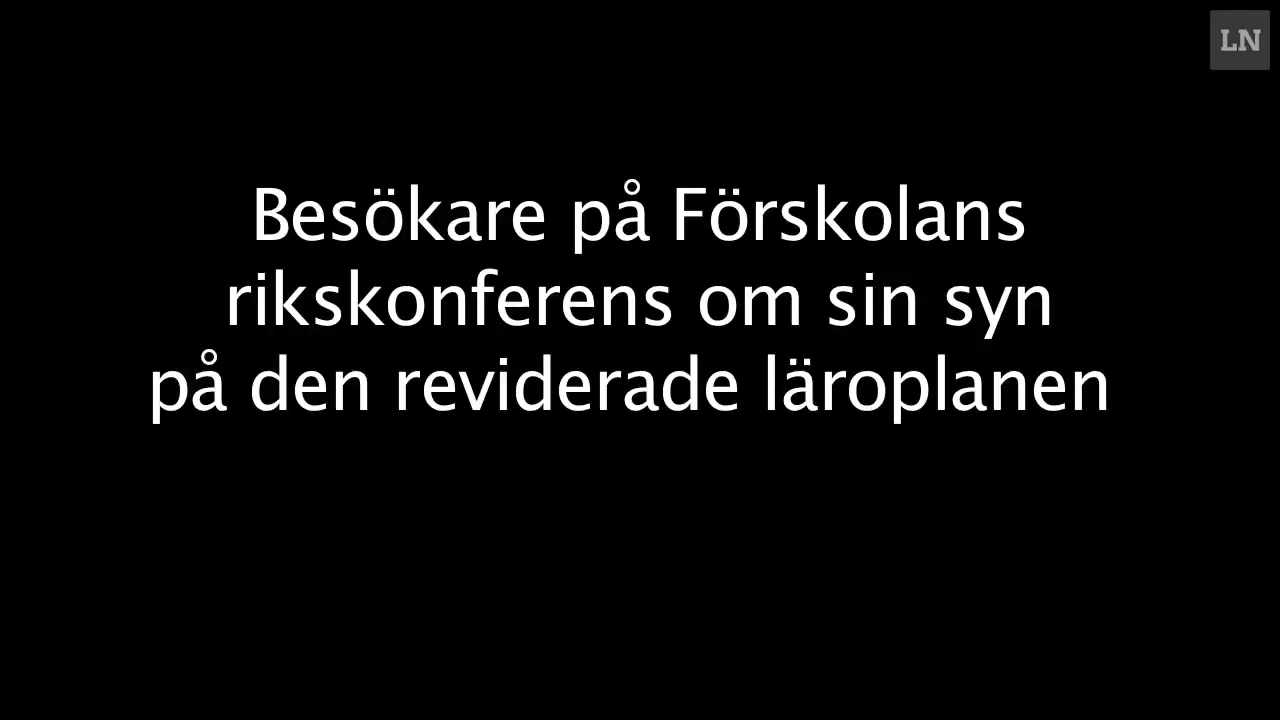 LN
Besökare på Förskolans
rikskonferens om sin syn
på den reviderade läroplanen